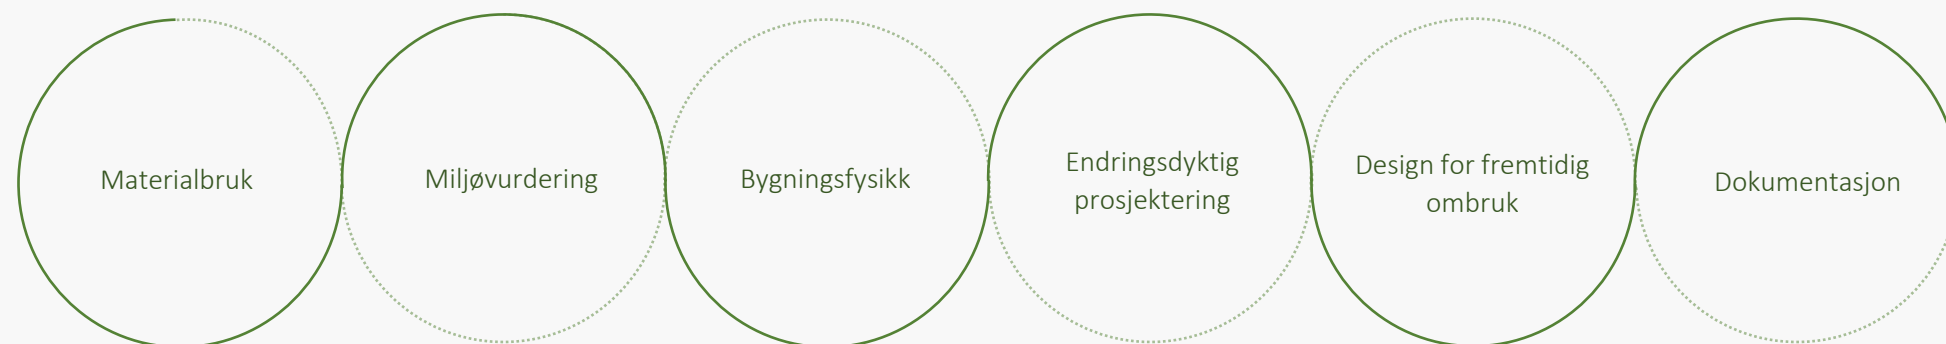 Materialbruk
Miljøvurdering
Bygningsfysikk
Endringsdyktig
prosjektering
Design for fremtidig
ombruk
Dokumentasjon